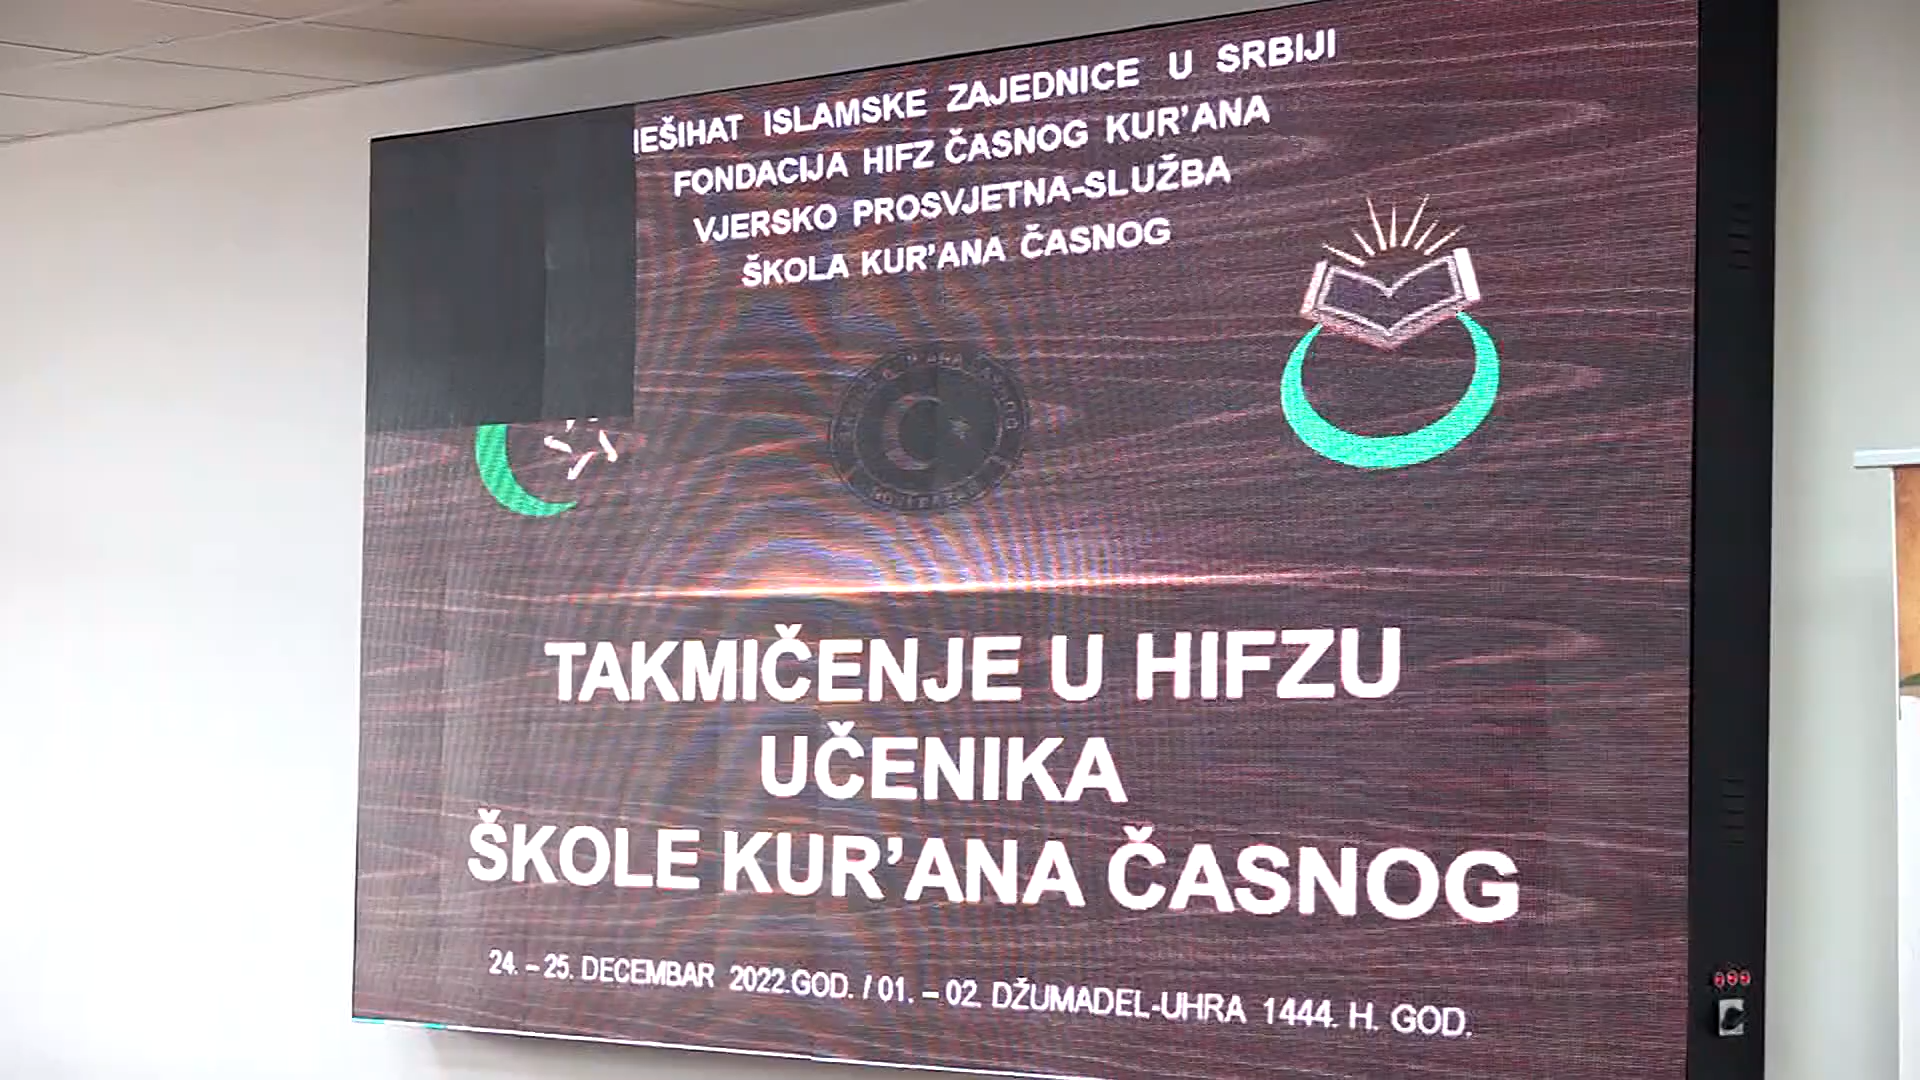 IEŠIHAT ISLAMSKE ZAJEDNICE U SRBIJI
FONDACIJA HIFZ ČASNOG KUR’ANA
VJERSKO PROSVJETNA-SLUŽBA
ŠKOLA KUR’ANA ČASNOG
TAKMIČENJE U HIFZU
UČENIKA
ŠKOLE KUR’ANA ČASNOG
24. – 25. DECEMBAR 2022.GOD. / 01. – 02. DŽUMADEL-UHRA 1444. H. GOD.